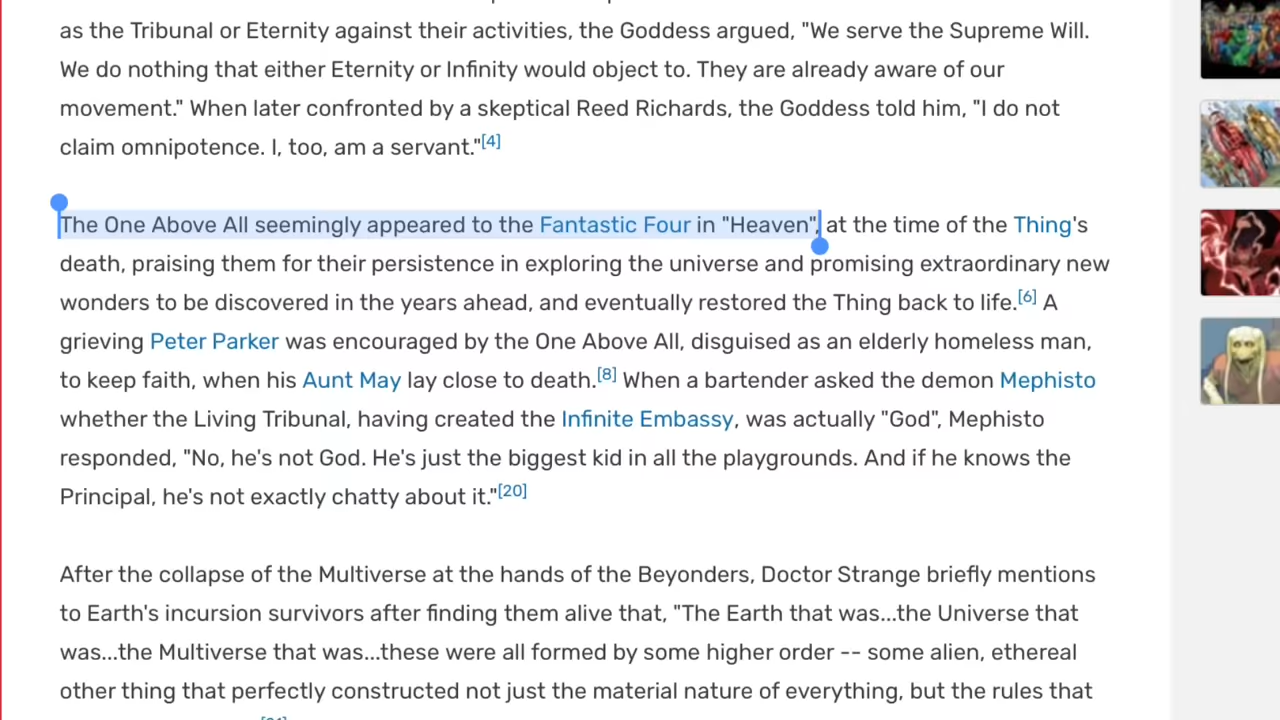 as the Tribunal or Eternity against their activities, the Goddess argued, "We serve the Supreme Will.
We do nothing that either Eternity or Infinity would object to. They are already aware of our
movement." When later confronted by a skeptical Reed Richards, the Goddess told him, "I do not
claim omnipotence. I, too, am a servant."[4]
The One Above All seemingly appeared to the Fantastic Four in "Heaven", at the time of the Thing's
death, praising them for their persistence in exploring the universe and promising extraordinary new
wonders to be discovered in the years ahead, and eventually restored the Thing back to life.[6] A
grieving Peter Parker was encouraged by the One Above All, disguised as an elderly homeless man,
to keep faith, when his Aunt May lay close to death.[8] When a bartender asked the demon Mephisto
whether the Living Tribunal, having created the Infinite Embassy, was actually "God", Mephisto
responded, "No, he's not God. He's just the biggest kid in all the playgrounds. And if he knows the
Principal, he's not exactly chatty about it."[20]
After the collapse of the Multiverse at the hands of the Beyonders, Doctor Strange briefly mentions
to Earth's incursion survivors after finding them alive that, "The Earth that was...the Universe that
was...the Multiverse that was...these were all formed by some higher order -- some alien, ethereal
other thing that perfectly constructed not just the material nature of everything, but the rules that